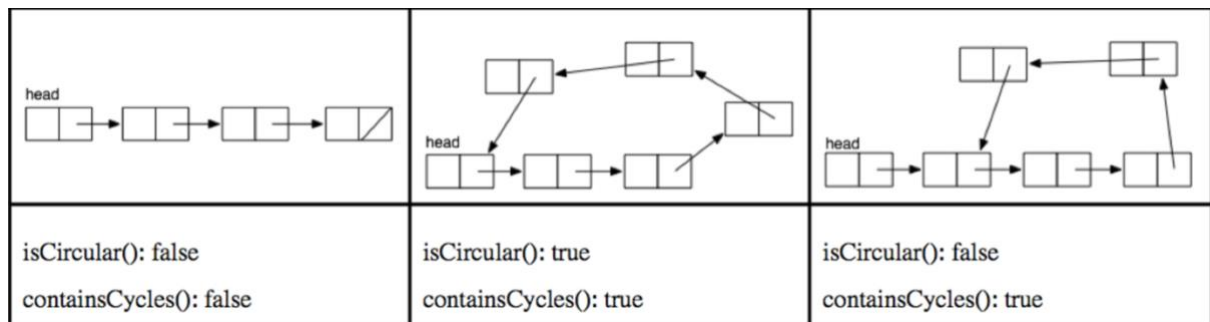 head
head
head
isCircular(): false
containsCycles(): false
isCircular(): true
containsCycles(): true
isCircular(): false
containsCycles(): true